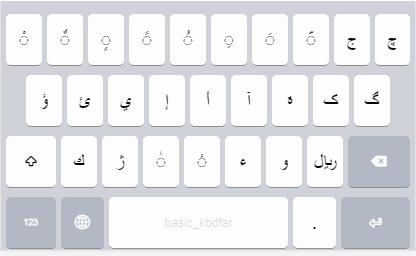 ◌ْ ◌ٌ ◌ٍ ◌ً ◌ُ ◌ِ ◌َ ◌ّ ج چ
ؤ ئ ي إ أ آ ة ک گ
ك ژ ◌ٰ ◌ٔ ء و ریال
123 basic_kbdfar .